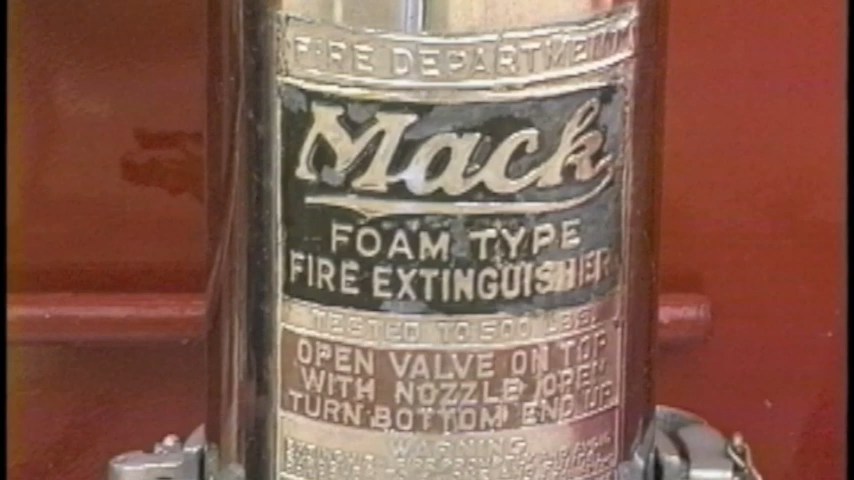 FIRE DEPARTMENT
Mack
FOAM TYPE
FIRE EXTINGUISHER
TESTED TO 500 LBS.
OPEN VALVE ON TOP
WITH NOZZLE OPEN
TURN BOTTOM END UP
WARNING